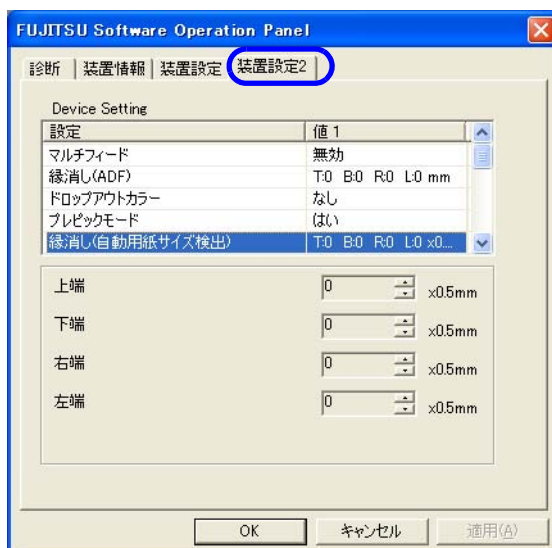 FUJITSU Software Operation Panel
診断 装置情報 装置設定 装置設定2
Device Setting
設定 値 1
マルチフィード 無効
縁消し(ADF) T:0 B:0 R:0 L:0 mm
ドロップアウトカラー なし
プレピックモード はい
縁消し(自動用紙サイズ検出) T:0 B:0 R:0 L:0 x0...
上端 0 x0.5mm
下端 0 x0.5mm
右端 0 x0.5mm
左端 0 x0.5mm
OK キャンセル 適用(A)